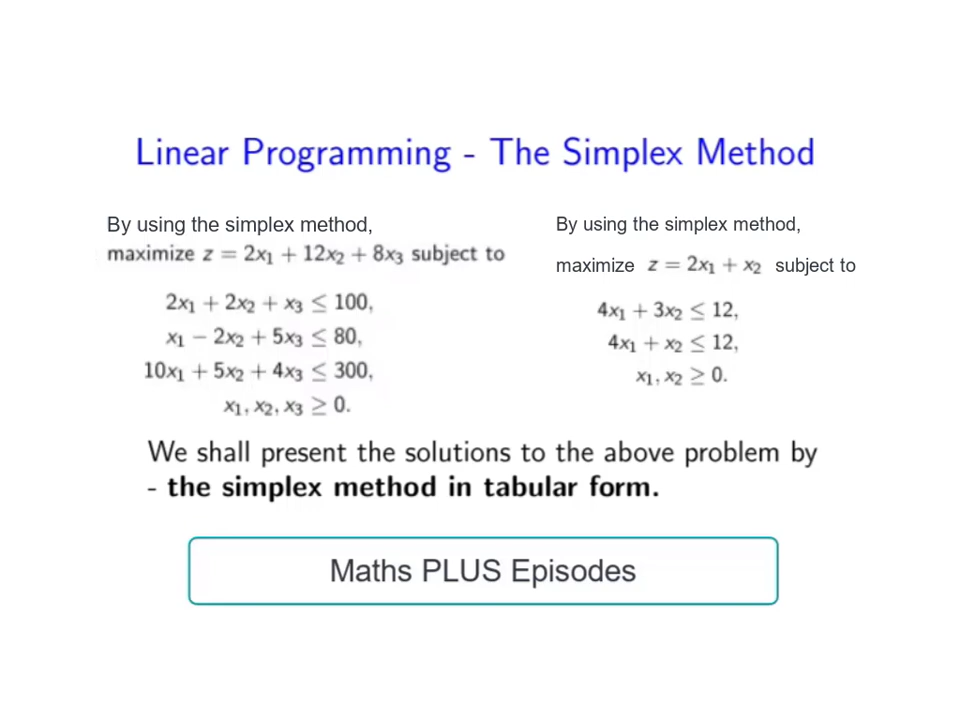 Linear Programming - The Simplex Method
By using the simplex method,
maximize z = 2x₁ + 12x₂ + 8x₃ subject to
2x₁ + 2x₂ + x₃ ≤ 100,
x₁ − 2x₂ + 5x₃ ≤ 80,
10x₁ + 5x₂ + 4x₃ ≤ 300,
x₁, x₂, x₃ ≥ 0.
By using the simplex method,
maximize z = 2x₁ + x₂ subject to
4x₁ + 3x₂ ≤ 12,
4x₁ + x₂ ≤ 12,
x₁, x₂ ≥ 0.
We shall present the solutions to the above problem by
- the simplex method in tabular form.
Maths PLUS Episodes